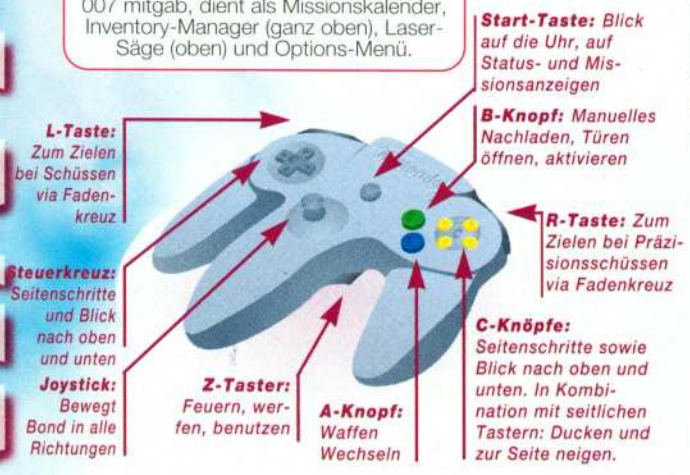 007 mitgab, dient als Missionskalender,
Inventory-Manager (ganz oben), Laser-
Säge (oben) und Options-Menü.
Start-Taste: Blick
auf die Uhr, auf
Status- und Mis-
sionsanzeigen
B-Knopf: Manuelles
Nachladen, Türen
öffnen, aktivieren
L-Taste:
Zum Zielen
bei Schüssen
via Faden-
kreuz
R-Taste: Zum
Zielen bei Präzi-
sionsschüssen
via Fadenkreuz
Steuerkreuz:
Seitenschritte
und Blick
nach oben
und unten
C-Knöpfe:
Seitenschritte sowie
Blick nach oben und
unten. In Kombi-
nation mit seitlichen
Tastern: Ducken und
zur Seite neigen.
Joystick:
Bewegt
Bond in alle
Richtungen
Z-Taster:
Feuern, wer-
fen, benutzen
A-Knopf:
Waffen
Wechseln